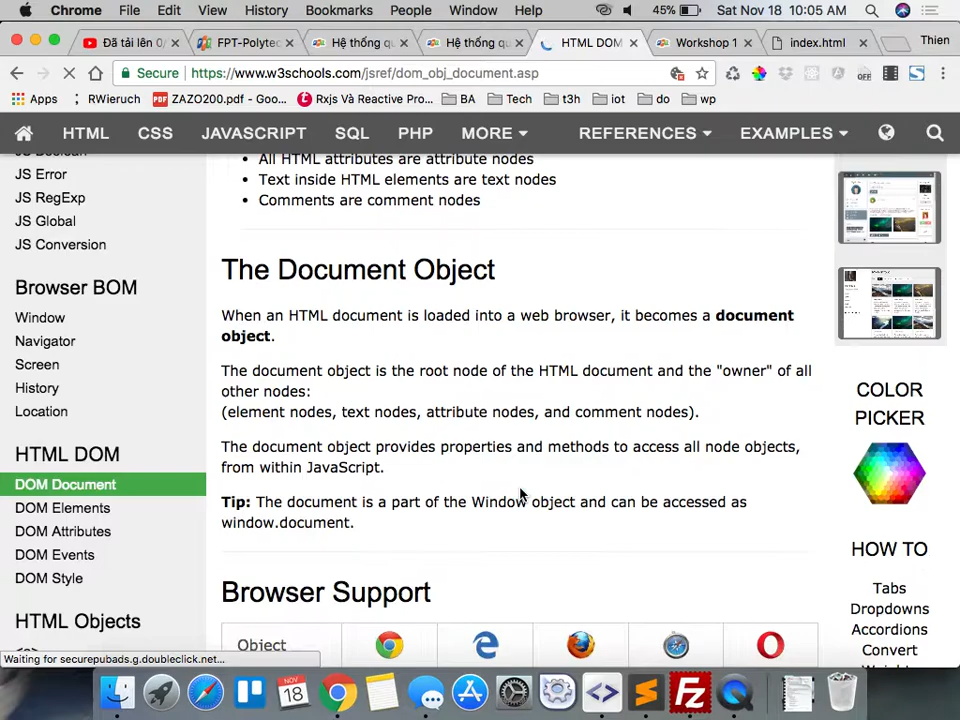 Chrome File Edit View History Bookmarks People Window Help 45% Sat Nov 18 10:05 AM
Đã tải lên 0/ FPT-Polytec Hệ thống qu Hệ thống qu HTML DOM Workshop 1 index.html Thien
Secure https://www.w3schools.com/jsref/dom_obj_document.asp OFF
Apps RWieruch ZAZO200.pdf - Goo... Rxjs Và Reactive Pro... BA Tech t3h iot do wp
HTML CSS JAVASCRIPT SQL PHP MORE REFERENCES EXAMPLES
JS Boolean
JS Error
JS RegExp
JS Global
JS Conversion
Browser BOM
Window
Navigator
Screen
History
Location
HTML DOM
DOM Document
DOM Elements
DOM Attributes
DOM Events
DOM Style
HTML Objects
• All HTML attributes are attribute nodes
• Text inside HTML elements are text nodes
• Comments are comment nodes
The Document Object
When an HTML document is loaded into a web browser, it becomes a document
object.
The document object is the root node of the HTML document and the "owner" of all
other nodes:
(element nodes, text nodes, attribute nodes, and comment nodes).
The document object provides properties and methods to access all node objects,
from within JavaScript.
Tip: The document is a part of the Window object and can be accessed as
window.document.
Browser Support
Object
COLOR
PICKER
HOW TO
Tabs
Dropdowns
Accordions
Convert
Waiting for securepubads.g.doubleclick.net...
NOV
18